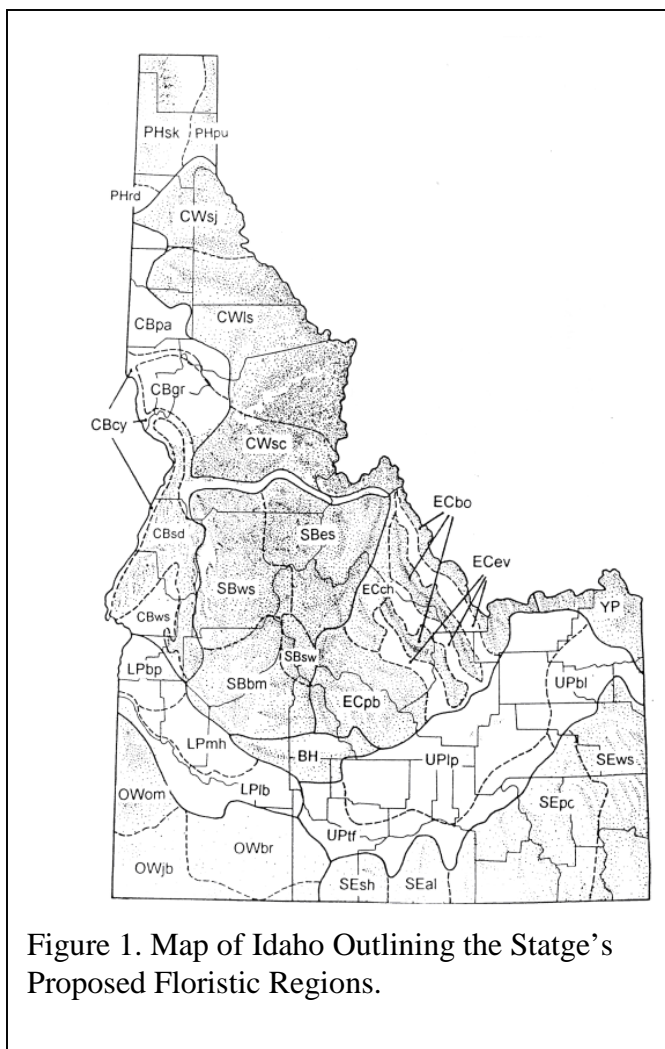 PHsk
PHpu
PHrd
CWsj
CWls
CBpa
CBgr
CBcy
CWsc
ECbo
SBes
CBsd
ECev
SBws
ECch
YP
CBws
SBsw
LPbp
UPbl
SBbm
ECpb
LPmh
BH
UPlp
SEws
OWom
LPlb
SEpc
UPtf
OWbr
OWjb
SEsh
SEal
Figure 1. Map of Idaho Outlining the Statge’s
Proposed Floristic Regions.